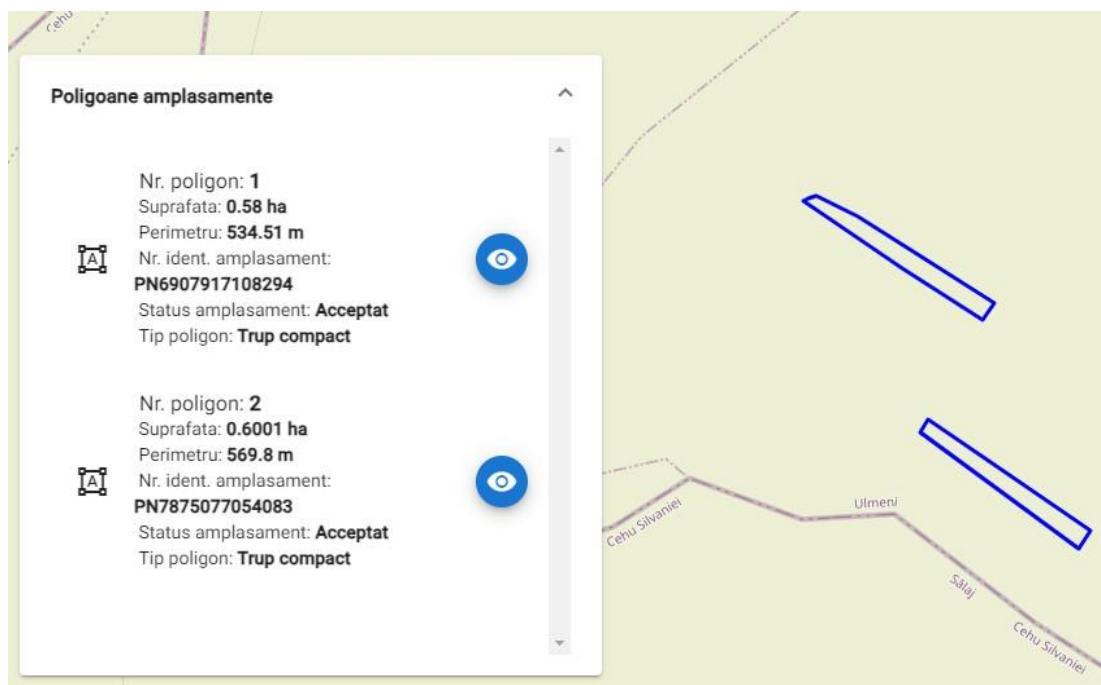 Cehu
Poligoane amplasamente
Nr. poligon: 1
Suprafata: 0.58 ha
Perimetru: 534.51 m
Nr. ident. amplasament:
PN6907917108294
Status amplasament: Acceptat
Tip poligon: Trup compact
A
Nr. poligon: 2
Suprafata: 0.6001 ha
Perimetru: 569.8 m
Nr. ident. amplasament:
PN7875077054083
Status amplasament: Acceptat
Tip poligon: Trup compact
A
Cehu Silvaniei
Ulmeni
Sălaj
Cehu Silvaniei